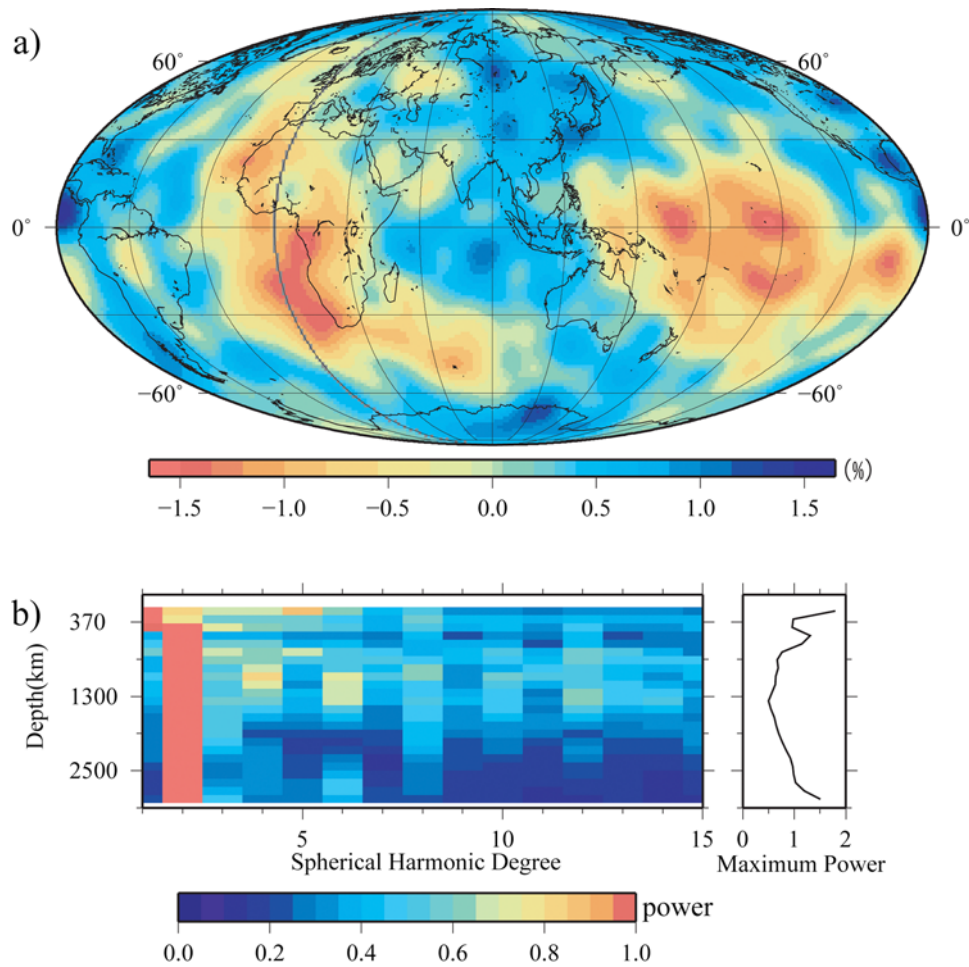 a)
60° 60°
0° 0°
−60° −60°
(%)
−1.5 −1.0 −0.5 0.0 0.5 1.0 1.5
b)
370
1300
2500
Depth(km)
5 10 15
Spherical Harmonic Degree
0 1 2
Maximum Power
power
0.0 0.2 0.4 0.6 0.8 1.0